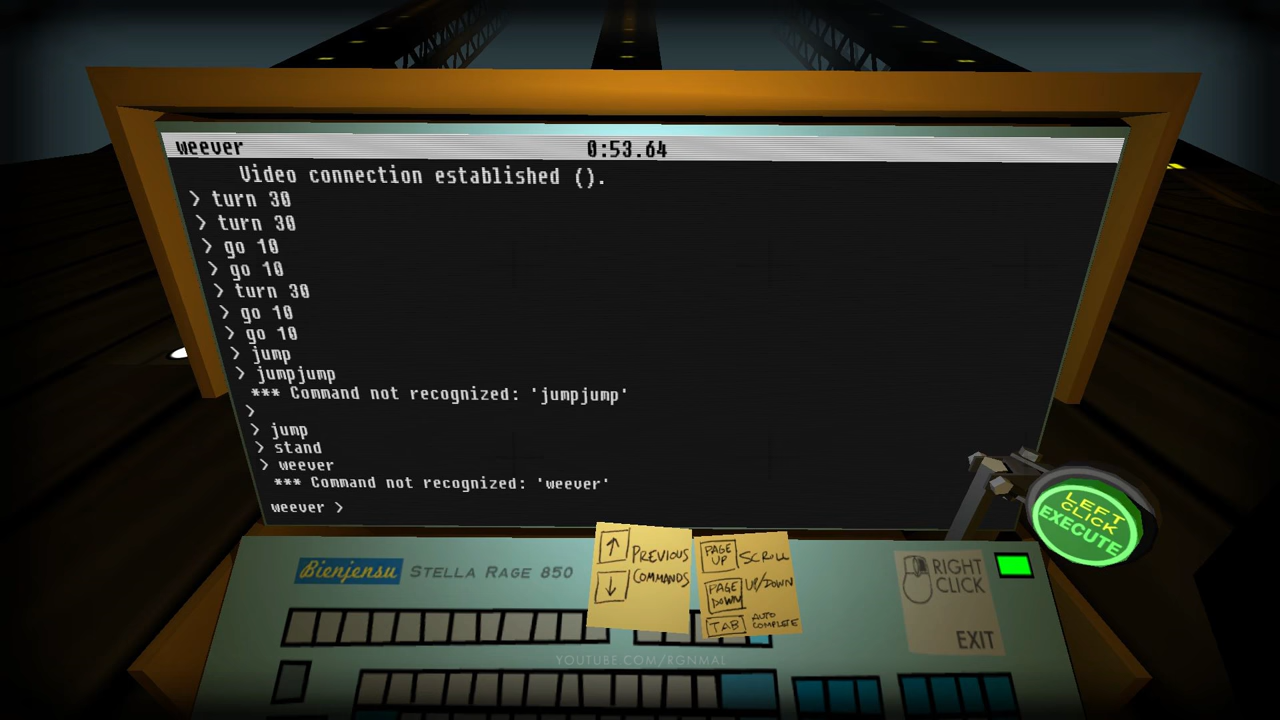 weever 0:53.64
Video connection established ().
> turn 30
> turn 30
> go 10
> go 10
> turn 30
> go 10
> go 10
> jump
> jumpjump
*** Command not recognized: 'jumpjump'
>
> jump
> stand
> weever
*** Command not recognized: 'weever'
weever >
LEFT
CLICK
EXECUTE
Bienjensu STELLA RAGE 850
↑ PREVIOUS
↓ COMMANDS
PAGE UP SCROLL
PAGE DOWN UP/DOWN
TAB AUTO COMPLETE
RIGHT
CLICK
EXIT
YOUTUBE.COM/RGNMAL